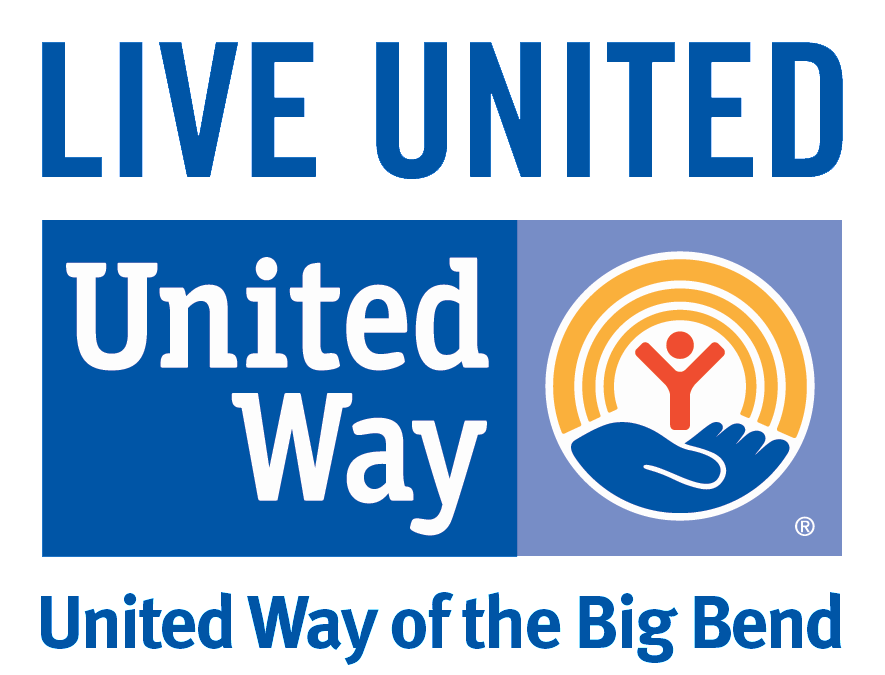 LIVE UNITED
United
Way
®
United Way of the Big Bend